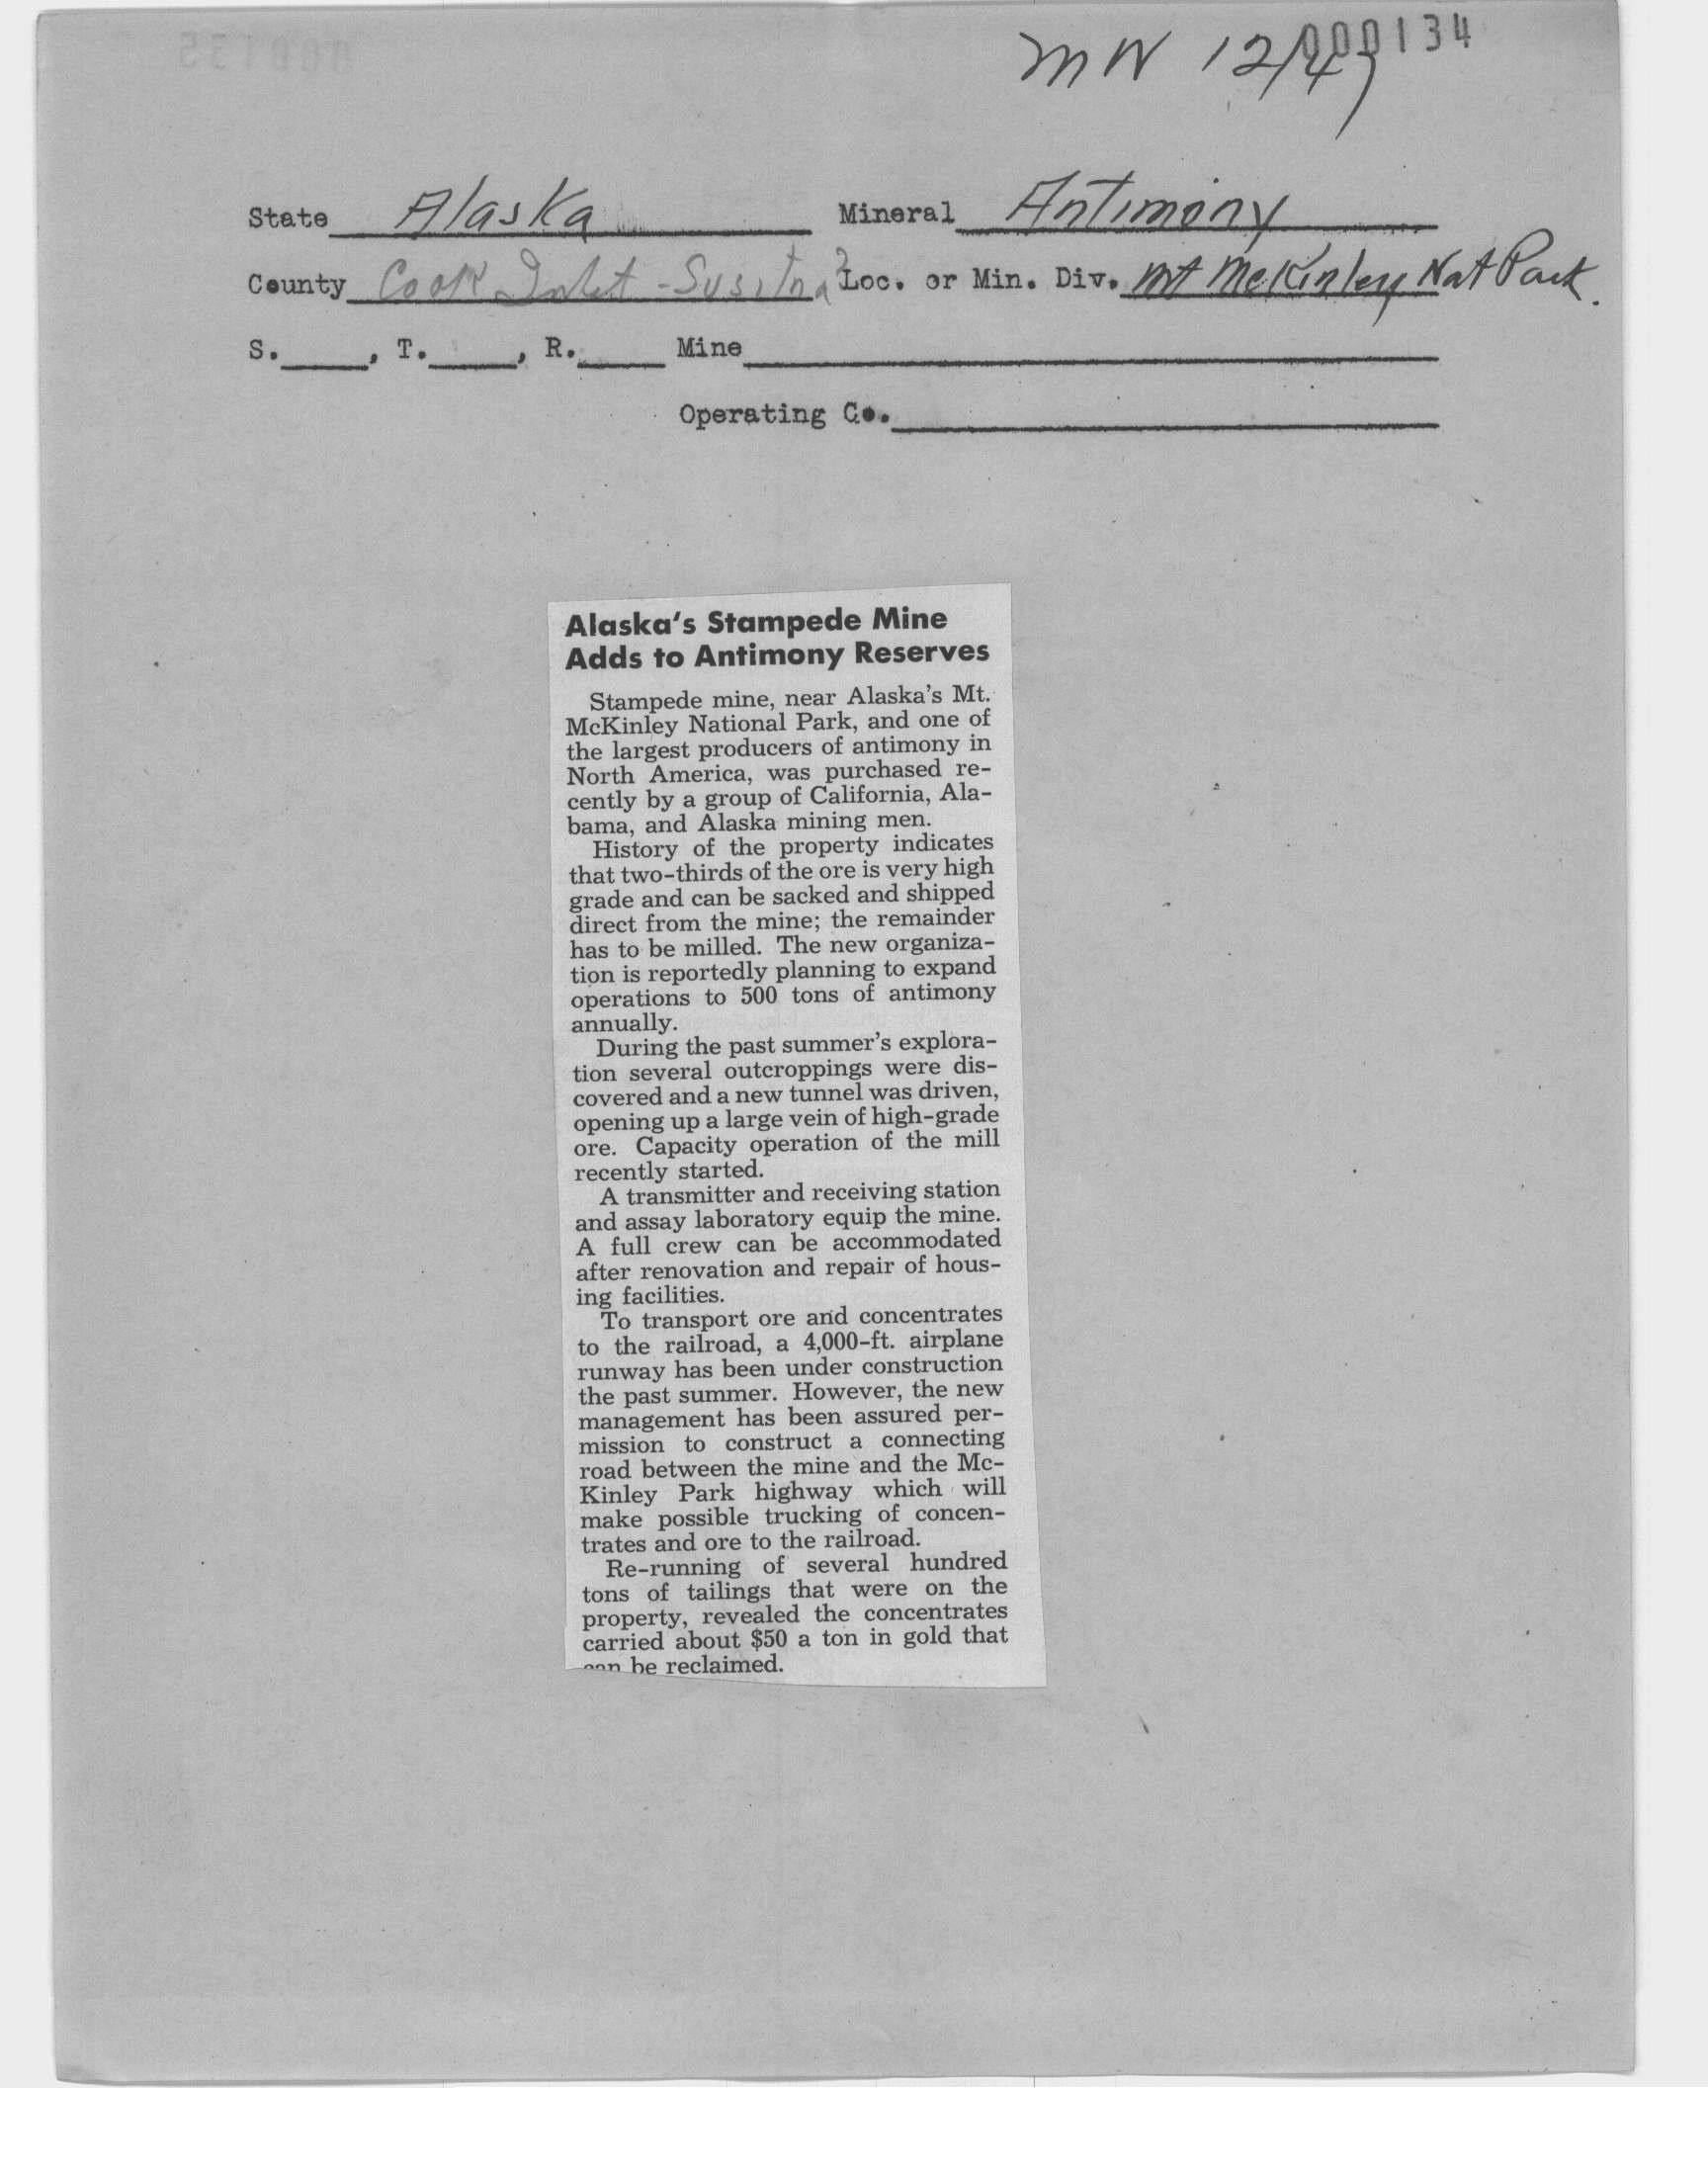 000134
MW 12/47
State Alaska Mineral Antimony
County Cook Inlet - Susitna? Loc. or Min. Div. Mt McKinley Nat Park.
S. , T. , R. Mine
Operating Co.
Alaska's Stampede Mine
Adds to Antimony Reserves
Stampede mine, near Alaska's Mt.
McKinley National Park, and one of
the largest producers of antimony in
North America, was purchased re-
cently by a group of California, Ala-
bama, and Alaska mining men.
History of the property indicates
that two-thirds of the ore is very high
grade and can be sacked and shipped
direct from the mine; the remainder
has to be milled. The new organiza-
tion is reportedly planning to expand
operations to 500 tons of antimony
annually.
During the past summer's explora-
tion several outcroppings were dis-
covered and a new tunnel was driven,
opening up a large vein of high-grade
ore. Capacity operation of the mill
recently started.
A transmitter and receiving station
and assay laboratory equip the mine.
A full crew can be accommodated
after renovation and repair of hous-
ing facilities.
To transport ore and concentrates
to the railroad, a 4,000-ft. airplane
runway has been under construction
the past summer. However, the new
management has been assured per-
mission to construct a connecting
road between the mine and the Mc-
Kinley Park highway which will
make possible trucking of concen-
trates and ore to the railroad.
Re-running of several hundred
tons of tailings that were on the
property, revealed the concentrates
carried about $50 a ton in gold that
can be reclaimed.